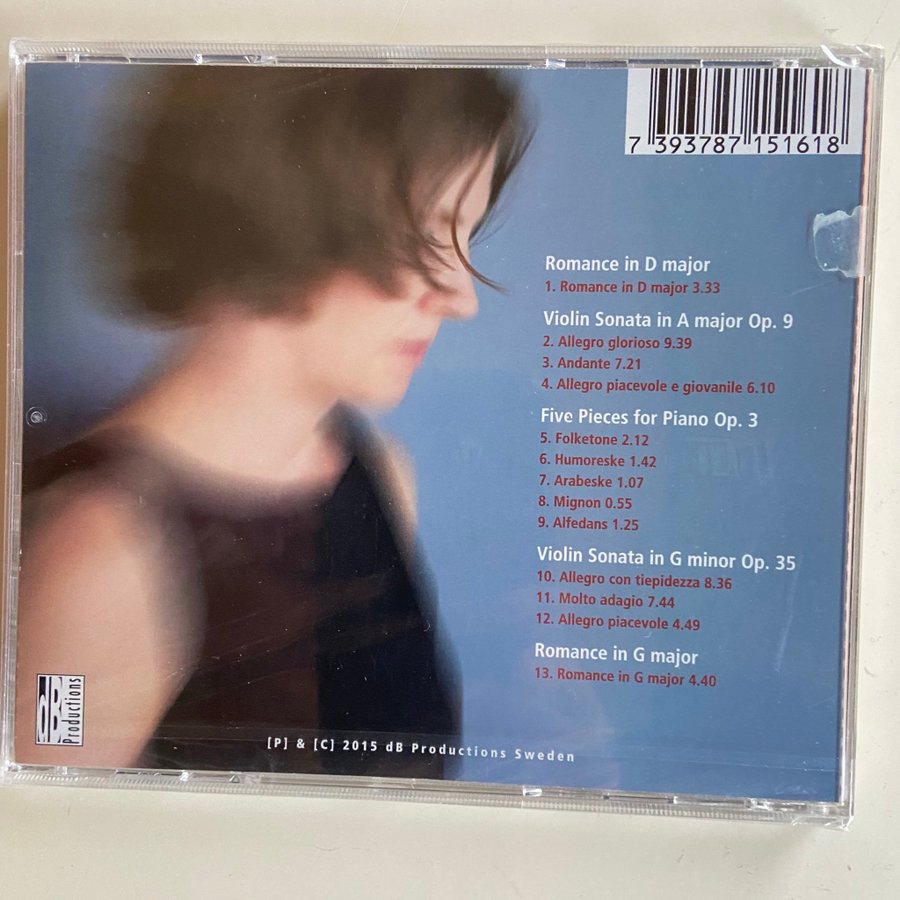 7 393787 151618
Romance in D major
1. Romance in D major 3.33
Violin Sonata in A major Op. 9
2. Allegro glorioso 9.39
3. Andante 7.21
4. Allegro piacevole e giovanile 6.10
Five Pieces for Piano Op. 3
5. Folketone 2.12
6. Humoreske 1.42
7. Arabeske 1.07
8. Mignon 0.55
9. Alfedans 1.25
Violin Sonata in G minor Op. 35
10. Allegro con tiepidezza 8.36
11. Molto adagio 7.44
12. Allegro piacevole 4.49
Romance in G major
13. Romance in G major 4.40
dB Productions
[P] & [C] 2015 dB Productions Sweden